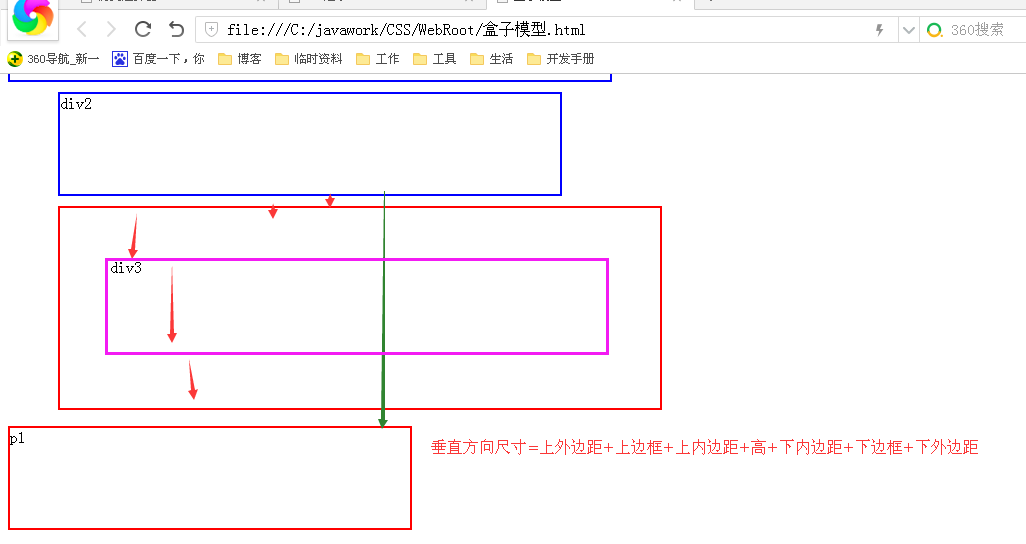 file:///C:/javawork/CSS/WebRoot/盒子模型.html
360搜索
360导航_新一 百度一下，你 博客 临时资料 工作 工具 生活 开发手册
div2
div3
p1
垂直方向尺寸=上外边距+上边框+上内边距+高+下内边距+下边框+下外边距